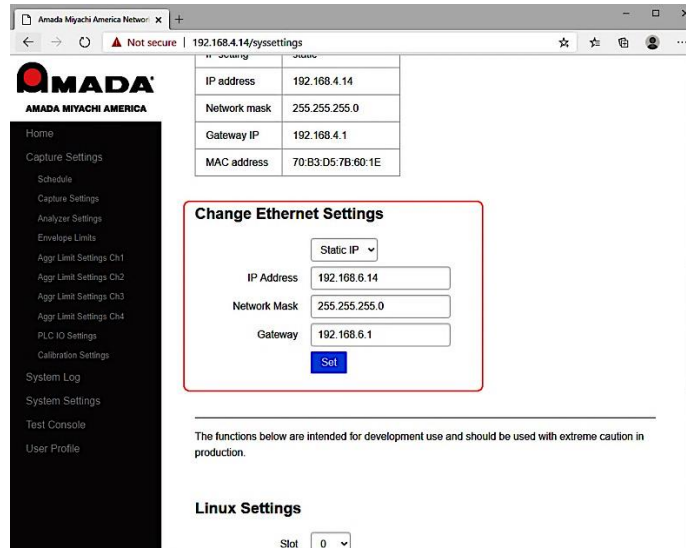 Amada Miyachi America Networ
Not secure | 192.168.4.14/syssettings
AMADA
AMADA MIYACHI AMERICA
Home
Capture Settings
Schedule
Capture Settings
Analyzer Settings
Envelope Limits
Aggr Limit Settings Ch1
Aggr Limit Settings Ch2
Aggr Limit Settings Ch3
Aggr Limit Settings Ch4
PLC IO Settings
Calibration Settings
System Log
System Settings
Test Console
User Profile
IP setting static
IP address 192.168.4.14
Network mask 255.255.255.0
Gateway IP 192.168.4.1
MAC address 70:B3:D5:7B:60:1E
Change Ethernet Settings
Static IP
IP Address 192.168.6.14
Network Mask 255.255.255.0
Gateway 192.168.6.1
Set
The functions below are intended for development use and should be used with extreme caution in
production.
Linux Settings
Slot 0